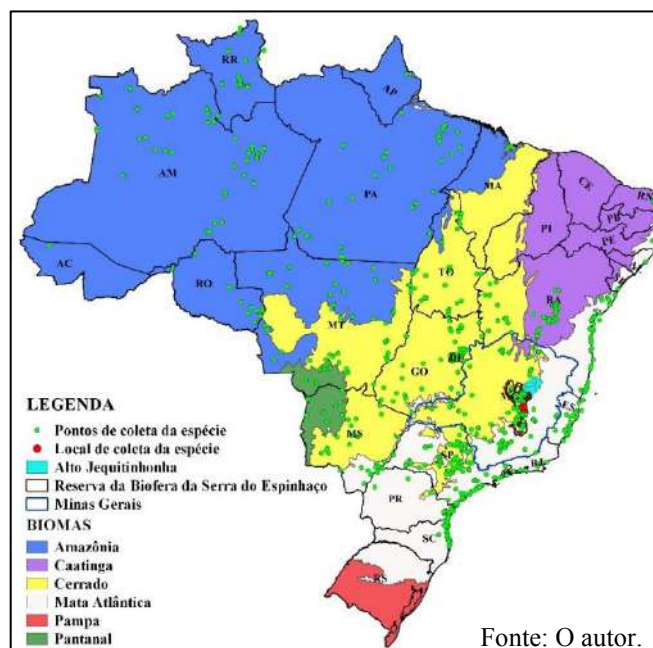 RR
AP
AM
PA
MA
CE
RN
PB
PI
PE
AC
TO
RO
BA
MT
DF
GO
LEGENDA
Pontos de coleta da espécie
Local de coleta da espécie
Alto Jequitinhonha
Reserva da Biofera da Serra do Espinhaço
Minas Gerais
MS
ES
SP
RJ
PR
SC
RS
BIOMAS
Amazônia
Caatinga
Cerrado
Mata Atlântica
Pampa
Pantanal
Fonte: O autor.